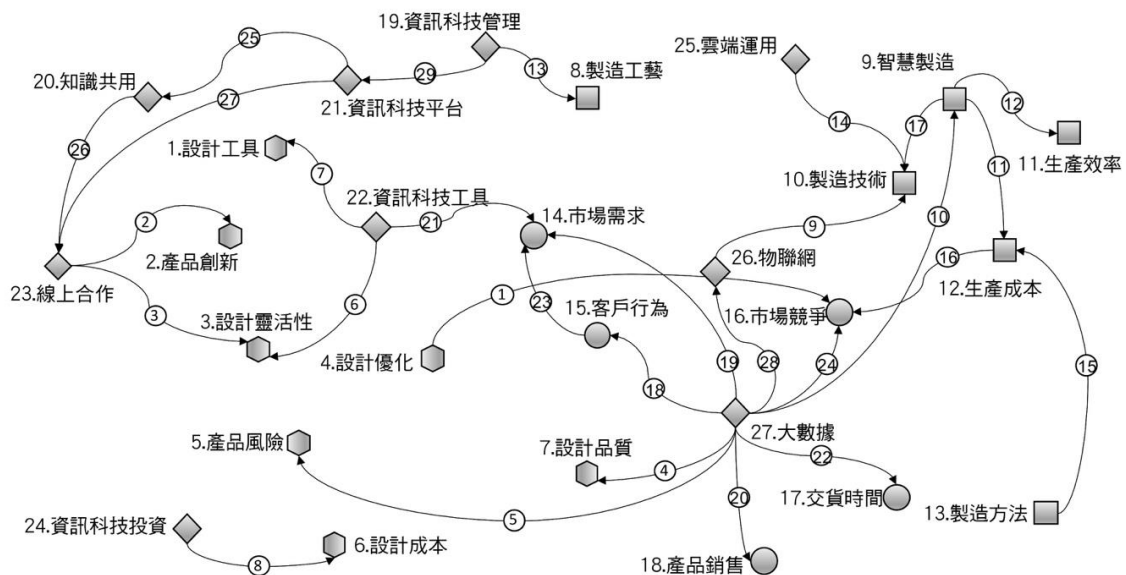 19.資訊科技管理
25
25.雲端運用
9.智慧製造
20.知識共用
27
29
13
8.製造工藝
12
21.資訊科技平台
14
17
26
1.設計工具
11.生產效率
7
10.製造技術
11
22.資訊科技工具
21
14.市場需求
9
10
2
2.產品創新
26.物聯網
16
23.線上合作
12.生產成本
6
1
23
15.客戶行為
16.市場競爭
3
3.設計靈活性
4.設計優化
19
28
24
15
18
5.產品風險
7.設計品質
27.大數據
4
22
20
17.交貨時間
5
13.製造方法
24.資訊科技投資
6.設計成本
8
18.產品銷售